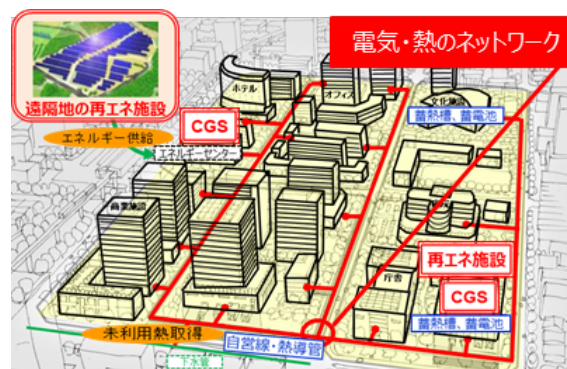 電気・熱のネットワーク
遠隔地の再エネ施設
ホテル
オフィス
文化施設
蓄熱槽、蓄電池
CGS
エネルギー供給
エネルギーセンター
商業施設
再エネ施設
CGS
庁舎
蓄熱槽、蓄電池
未利用熱取得
自営線・熱導管
下水管